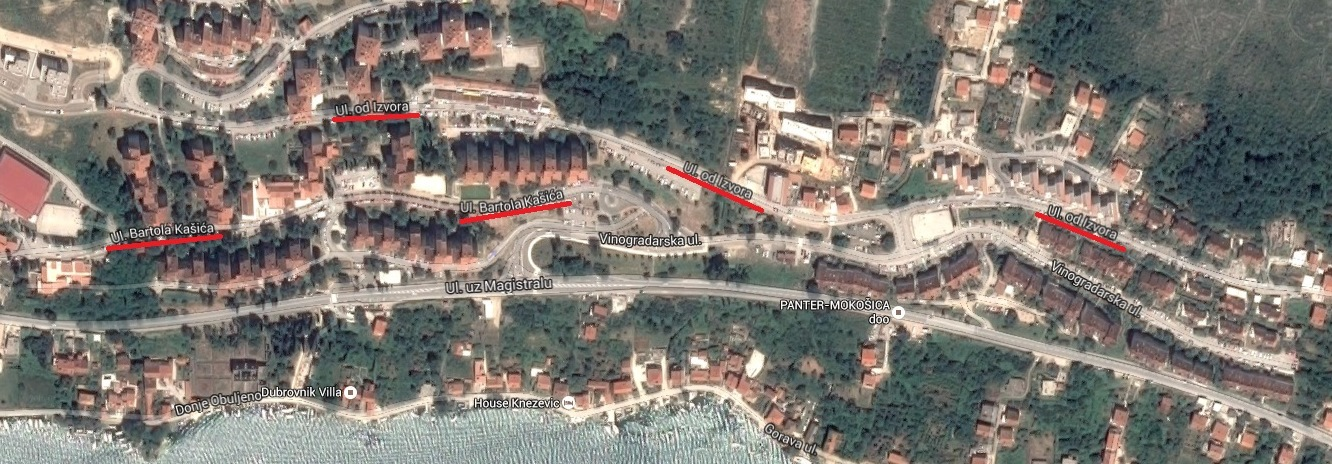 Ul. od Izvora
Ul. od Izvora
Ul. Bartola Kašića
Ul. od Izvora
Ul. Bartola Kašića
Vinogradarska ul.
Vinogradarska ul.
Ul. uz Magistralu
PANTER-MOKOŠICA
doo
Dubrovnik Villa
Donje Obuljeno
House Knezevic
Gorava ul.